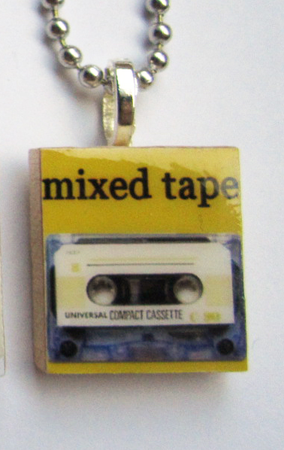 mixed tape
UNIVERSAL COMPACT CASSETTE C